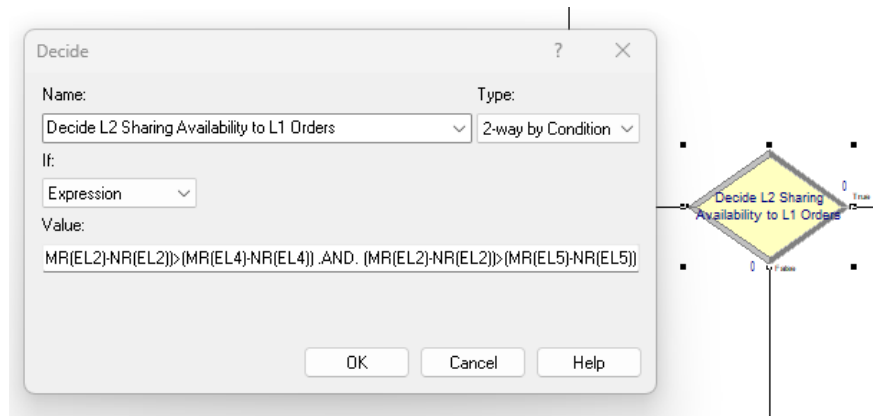 Decide
? ×
Name:
Type:
Decide L2 Sharing Availability to L1 Orders
2-way by Condition
If:
Expression
Value:
MR(EL2)-NR(EL2))>(MR(EL4)-NR(EL4)) .AND. (MR(EL2)-NR(EL2))>(MR(EL5)-NR(EL5))
OK
Cancel
Help
Decide L2 Sharing
Availability to L1 Orders
0
True
0
False